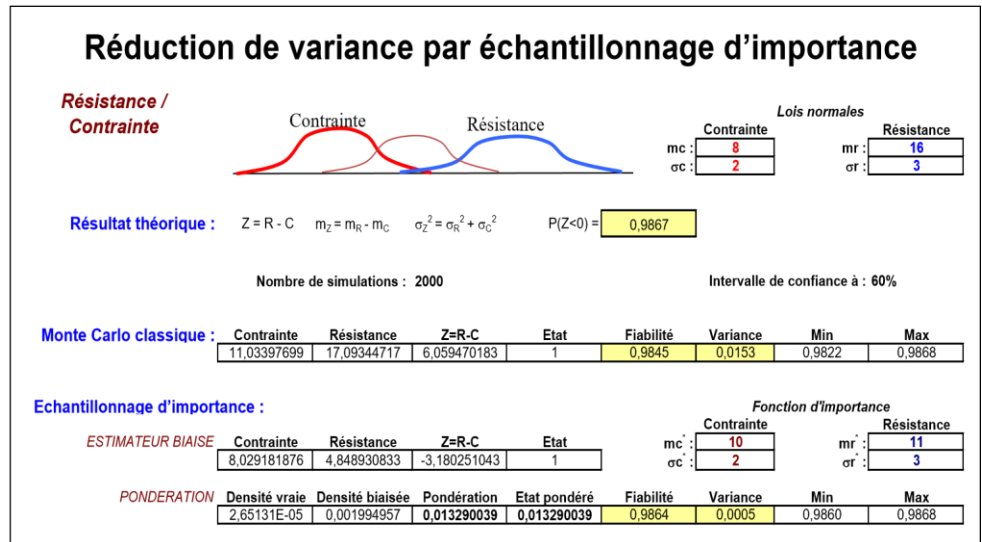 Réduction de variance par échantillonnage d'importance
Résistance /
Contrainte
Contrainte
Résistance
Lois normales
Contrainte Résistance
mc : 8 mr : 16
σc : 2 σr : 3
Résultat théorique : Z = R - C m_Z = m_R - m_C σ_Z² = σ_R² + σ_C² P(Z<0) = 0,9867
Nombre de simulations : 2000 Intervalle de confiance à : 60%
Monte Carlo classique : Contrainte Résistance Z=R-C Etat Fiabilité Variance Min Max
11,03397699 17,09344717 6,059470183 1 0,9845 0,0153 0,9822 0,9868
Echantillonnage d'importance :
Fonction d'importance
Contrainte Résistance
ESTIMATEUR BIAISE Contrainte Résistance Z=R-C Etat mc* : 10 mr* : 11
8,029181876 4,848930833 -3,180251043 1 σc* : 2 σr* : 3
PONDERATION Densité vraie Densité biaisée Pondération Etat pondéré Fiabilité Variance Min Max
2,65131E-05 0,001994957 0,013290039 0,013290039 0,9864 0,0005 0,9860 0,9868